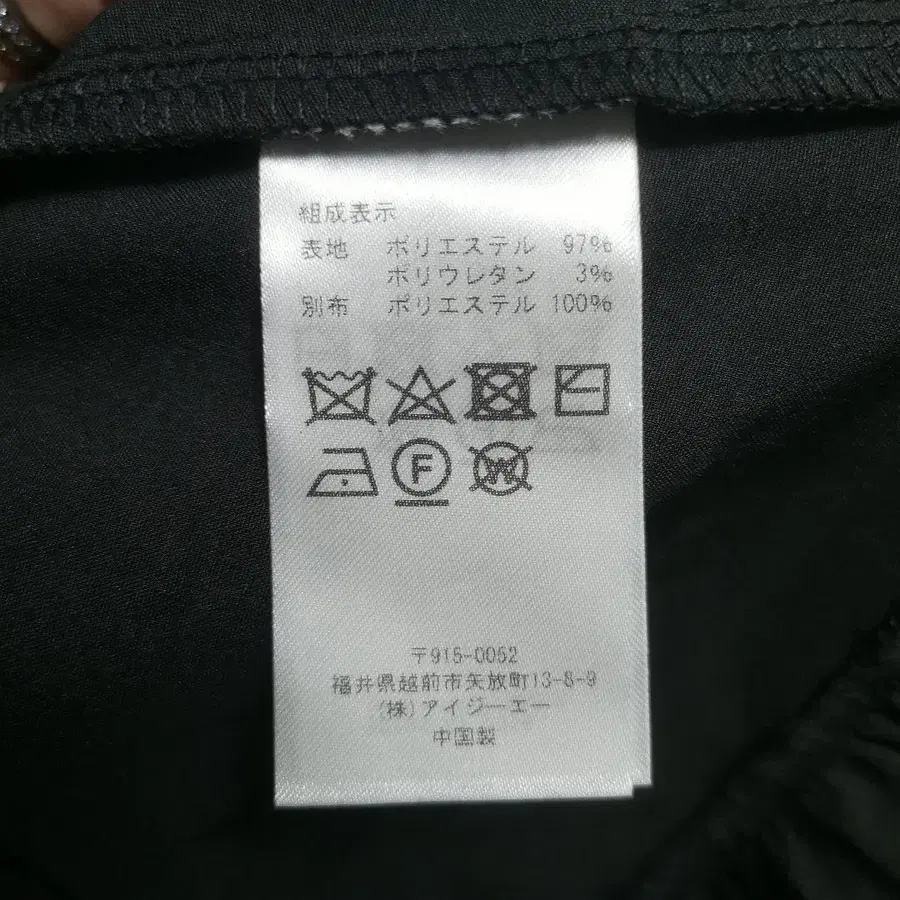 組成表示
表地 ポリエステル 97%
ポリウレタン 3%
別布 ポリエステル 100%
F
W
〒915-0052
福井県越前市矢放町13-8-9
(株)アイジーエー
中国製